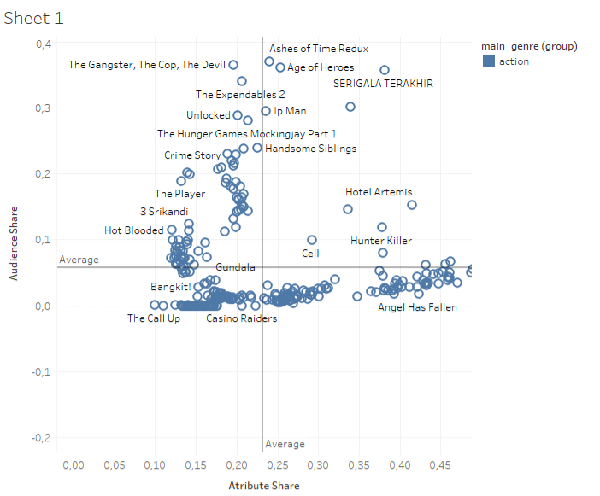 Sheet 1
main_genre (group)
action
Audience Share
0,4
0,3
0,2
0,1
0,0
-0,1
-0,2
Ashes of Time Redux
The Gangster, The Cop, The Devil
Age of Heroes
SERIGALA TERAKHIR
The Expendables 2
Unlocked
Ip Man
The Hunger Games Mockingjay Part 1
Crime Story
Handsome Siblings
The Player
Hotel Artemis
3 Srikandi
Hot Blooded
Hunter Killer
Call
Average
Gundala
Bangkit!
Angel Has Fallen
The Call Up
Casino Raiders
Average
0,00 0,05 0,10 0,15 0,20 0,25 0,30 0,35 0,40 0,45
Atribute Share